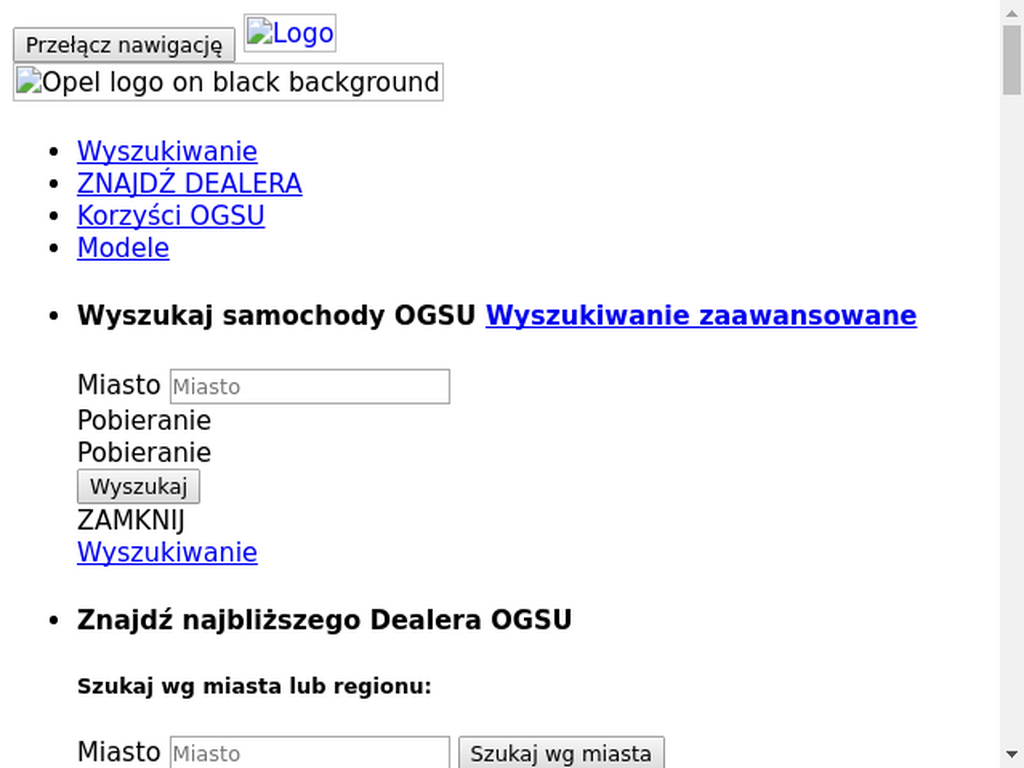 Przełącz nawigację Logo
Opel logo on black background
Wyszukiwanie
ZNAJDŹ DEALERA
Korzyści OGSU
Modele
Wyszukaj samochody OGSU Wyszukiwanie zaawansowane
Miasto Miasto
Pobieranie
Pobieranie
Wyszukaj
ZAMKNIJ
Wyszukiwanie
Znajdź najbliższego Dealera OGSU
Szukaj wg miasta lub regionu:
Miasto Miasto Szukaj wg miasta